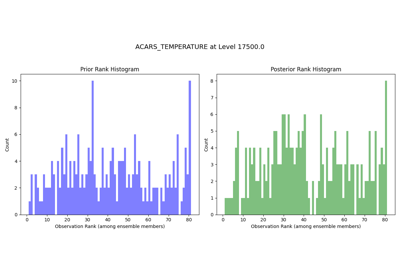 ACARS_TEMPERATURE at Level 17500.0
Prior Rank Histogram
Posterior Rank Histogram
10
8
6
4
2
0
Count
0 10 20 30 40 50 60 70 80
Observation Rank (among ensemble members)
8
7
6
5
4
3
2
1
0
Count
0 10 20 30 40 50 60 70 80
Observation Rank (among ensemble members)